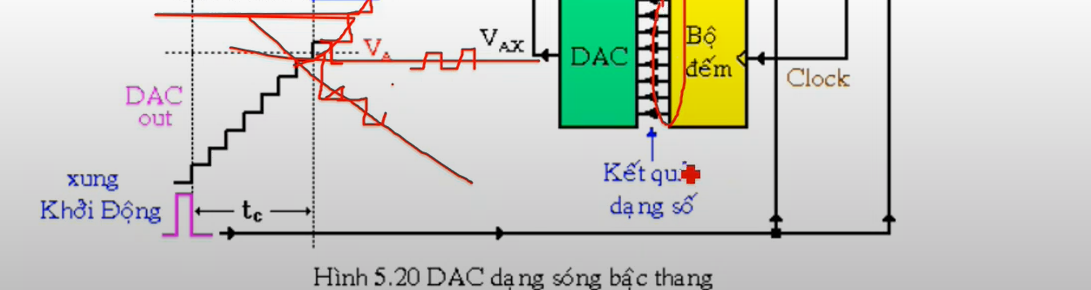 V_A
V_AX
DAC
Bộ
đếm
Clock
DAC
out
Kết
dạng số
xung
Khởi Động
t_c
Hình 5.20 DAC dạng sóng bậc thang